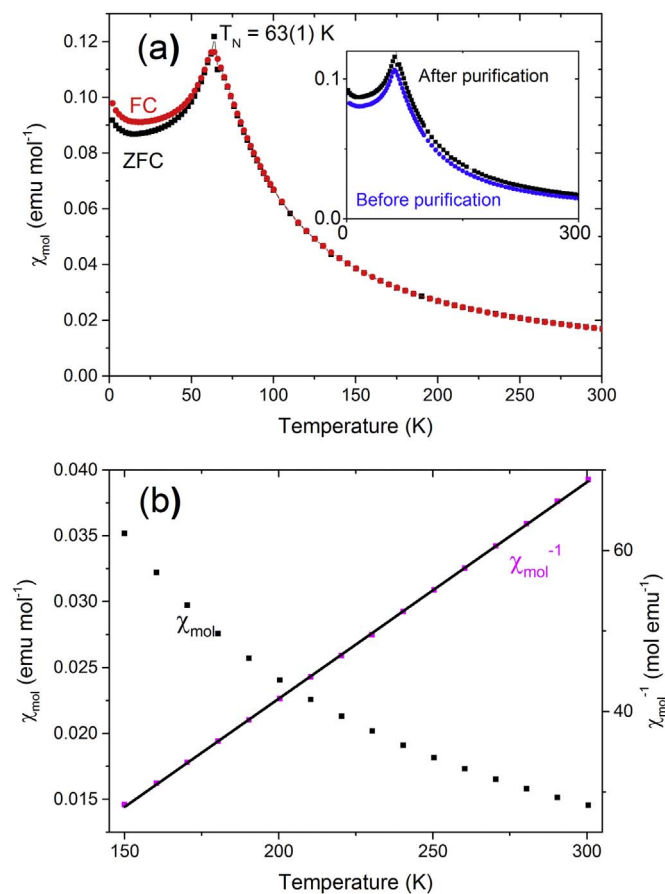 (a)
T_N = 63(1) K
FC
ZFC
χ_mol (emu mol⁻¹)
0.12
0.10
0.08
0.06
0.04
0.02
0.00
0 50 100 150 200 250 300
Temperature (K)
0.1
0.0
After purification
Before purification
0 300
(b)
χ_mol
χ_mol⁻¹
χ_mol (emu mol⁻¹)
0.040
0.035
0.030
0.025
0.020
0.015
60
40
χ_mol⁻¹ (mol emu⁻¹)
150 200 250 300
Temperature (K)